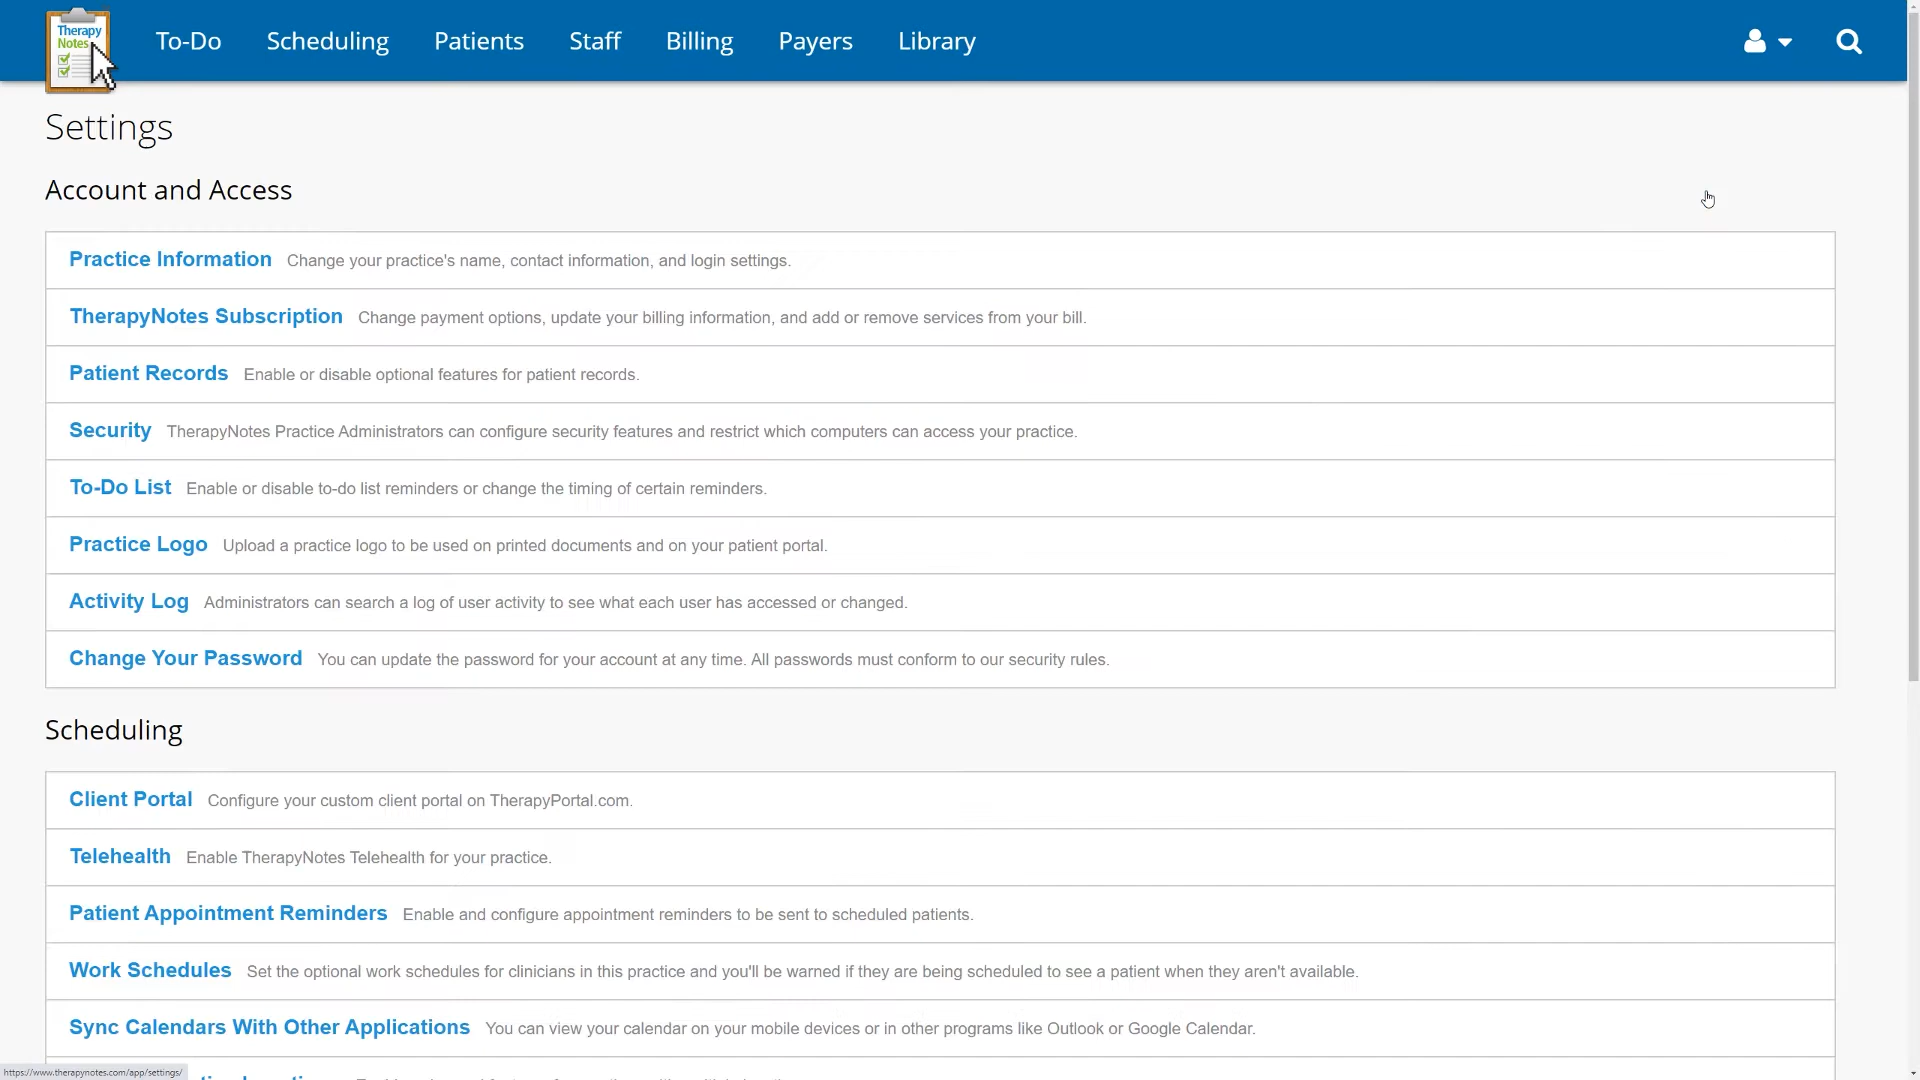 Therapy
Notes
To-Do
Scheduling
Patients
Staff
Billing
Payers
Library
Settings
Account and Access
Practice Information Change your practice's name, contact information, and login settings.
TherapyNotes Subscription Change payment options, update your billing information, and add or remove services from your bill.
Patient Records Enable or disable optional features for patient records.
Security TherapyNotes Practice Administrators can configure security features and restrict which computers can access your practice.
To-Do List Enable or disable to-do list reminders or change the timing of certain reminders.
Practice Logo Upload a practice logo to be used on printed documents and on your patient portal.
Activity Log Administrators can search a log of user activity to see what each user has accessed or changed.
Change Your Password You can update the password for your account at any time. All passwords must conform to our security rules.
Scheduling
Client Portal Configure your custom client portal on TherapyPortal.com.
Telehealth Enable TherapyNotes Telehealth for your practice.
Patient Appointment Reminders Enable and configure appointment reminders to be sent to scheduled patients.
Work Schedules Set the optional work schedules for clinicians in this practice and you'll be warned if they are being scheduled to see a patient when they aren't available.
Sync Calendars With Other Applications You can view your calendar on your mobile devices or in other programs like Outlook or Google Calendar.
https://www.therapynotes.com/app/settings/